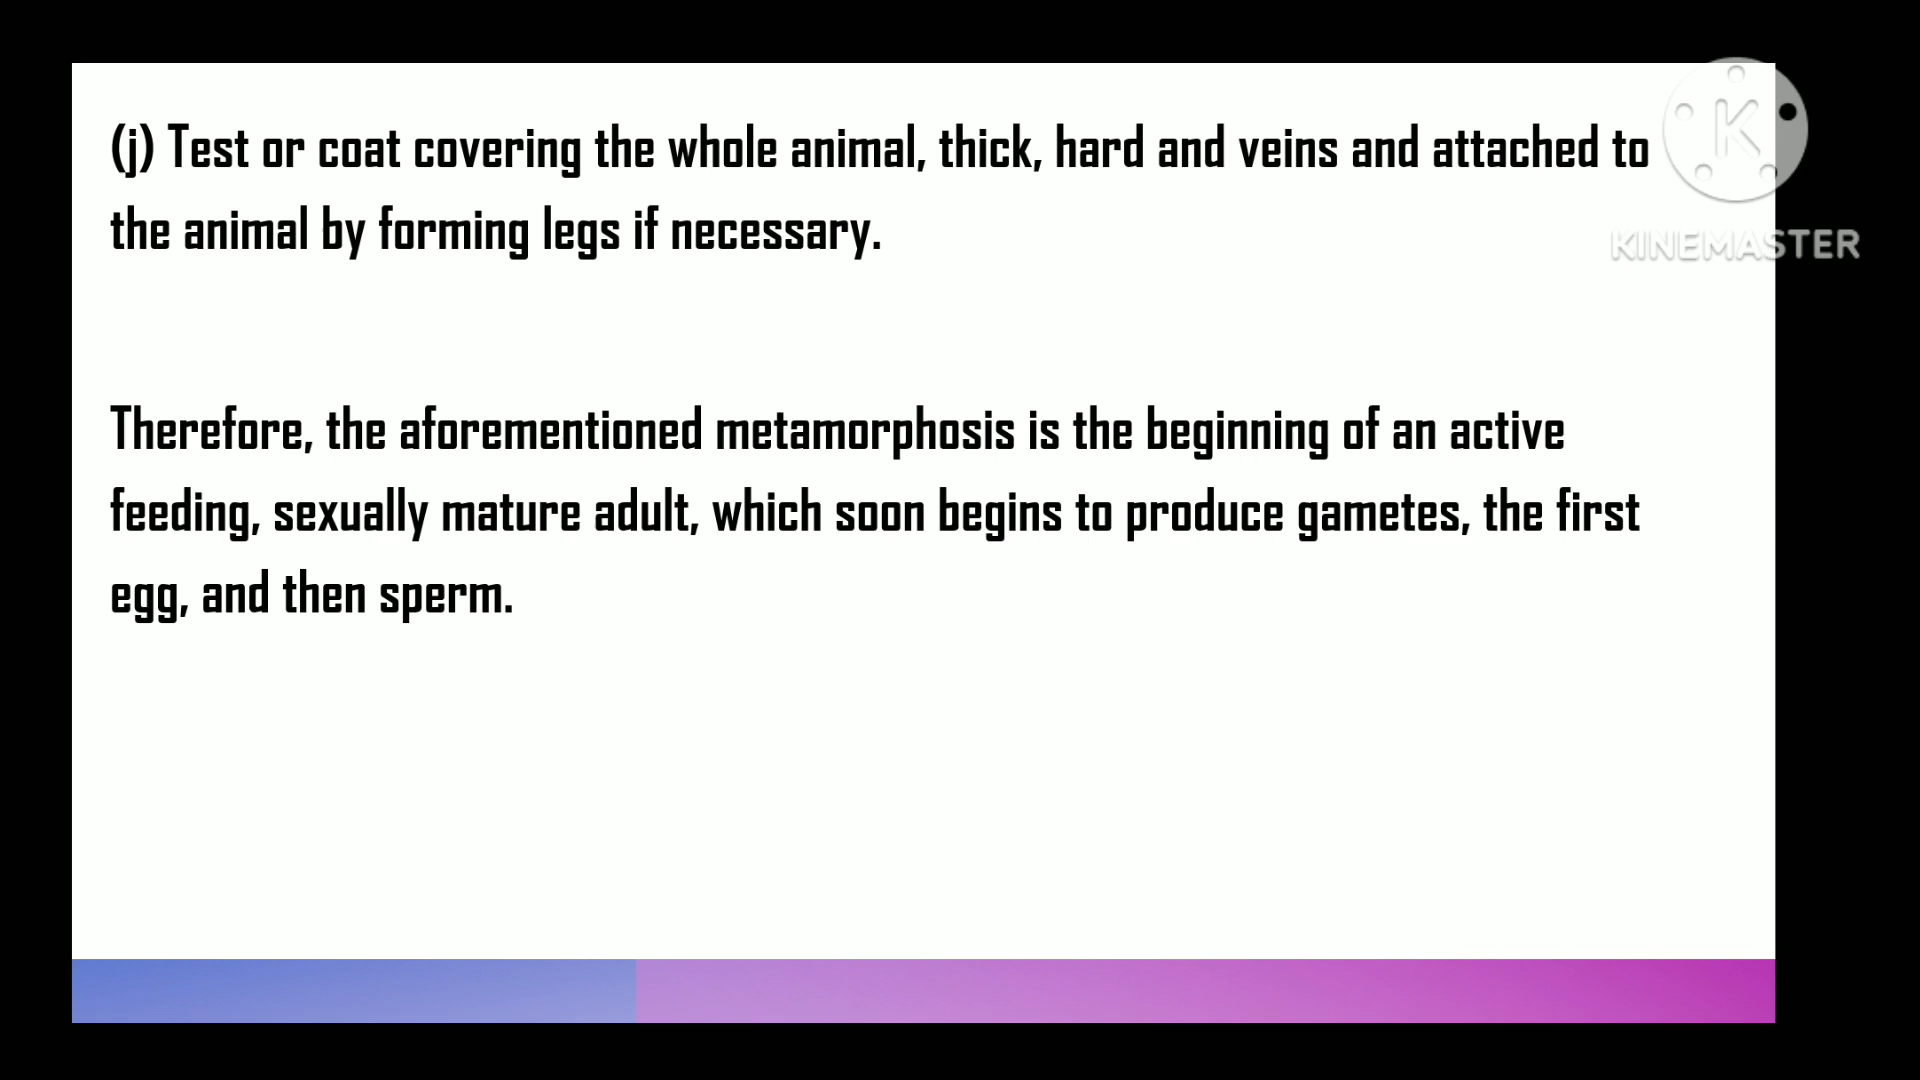 (j) Test or coat covering the whole animal, thick, hard and veins and attached to
the animal by forming legs if necessary.
Therefore, the aforementioned metamorphosis is the beginning of an active
feeding, sexually mature adult, which soon begins to produce gametes, the first
egg, and then sperm.
K
KINEMASTER